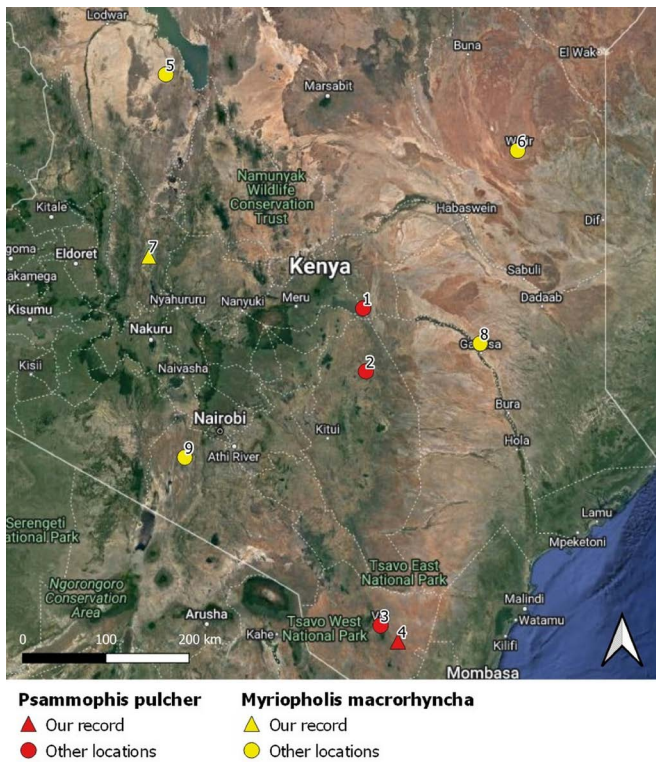 Lodwar
Buna
El Wak
5
Marsabit
6
Namunyak
Wildlife
Conservation
Trust
Kitale
Habaswein
Dif
goma
Eldoret
7
Kenya
akamega
Sabuli
Nyahururu
Nanyuki
Meru
1
Dadaab
Kisumu
Nakuru
8
Kisii
Naivasha
2
Bura
Nairobi
Kitui
Hola
9
Athi River
Lamu
Serengeti
ational Park
Mpeketoni
Tsavo East
National Park
Ngorongoro
Conservation
Area
Malindi
Arusha
Tsavo West
National Park
3
Watamu
0 100 200 km
Kahe
4
Kilifi
Mombasa
Psammophis pulcher Myriopholis macrorhyncha
Our record Our record
Other locations Other locations